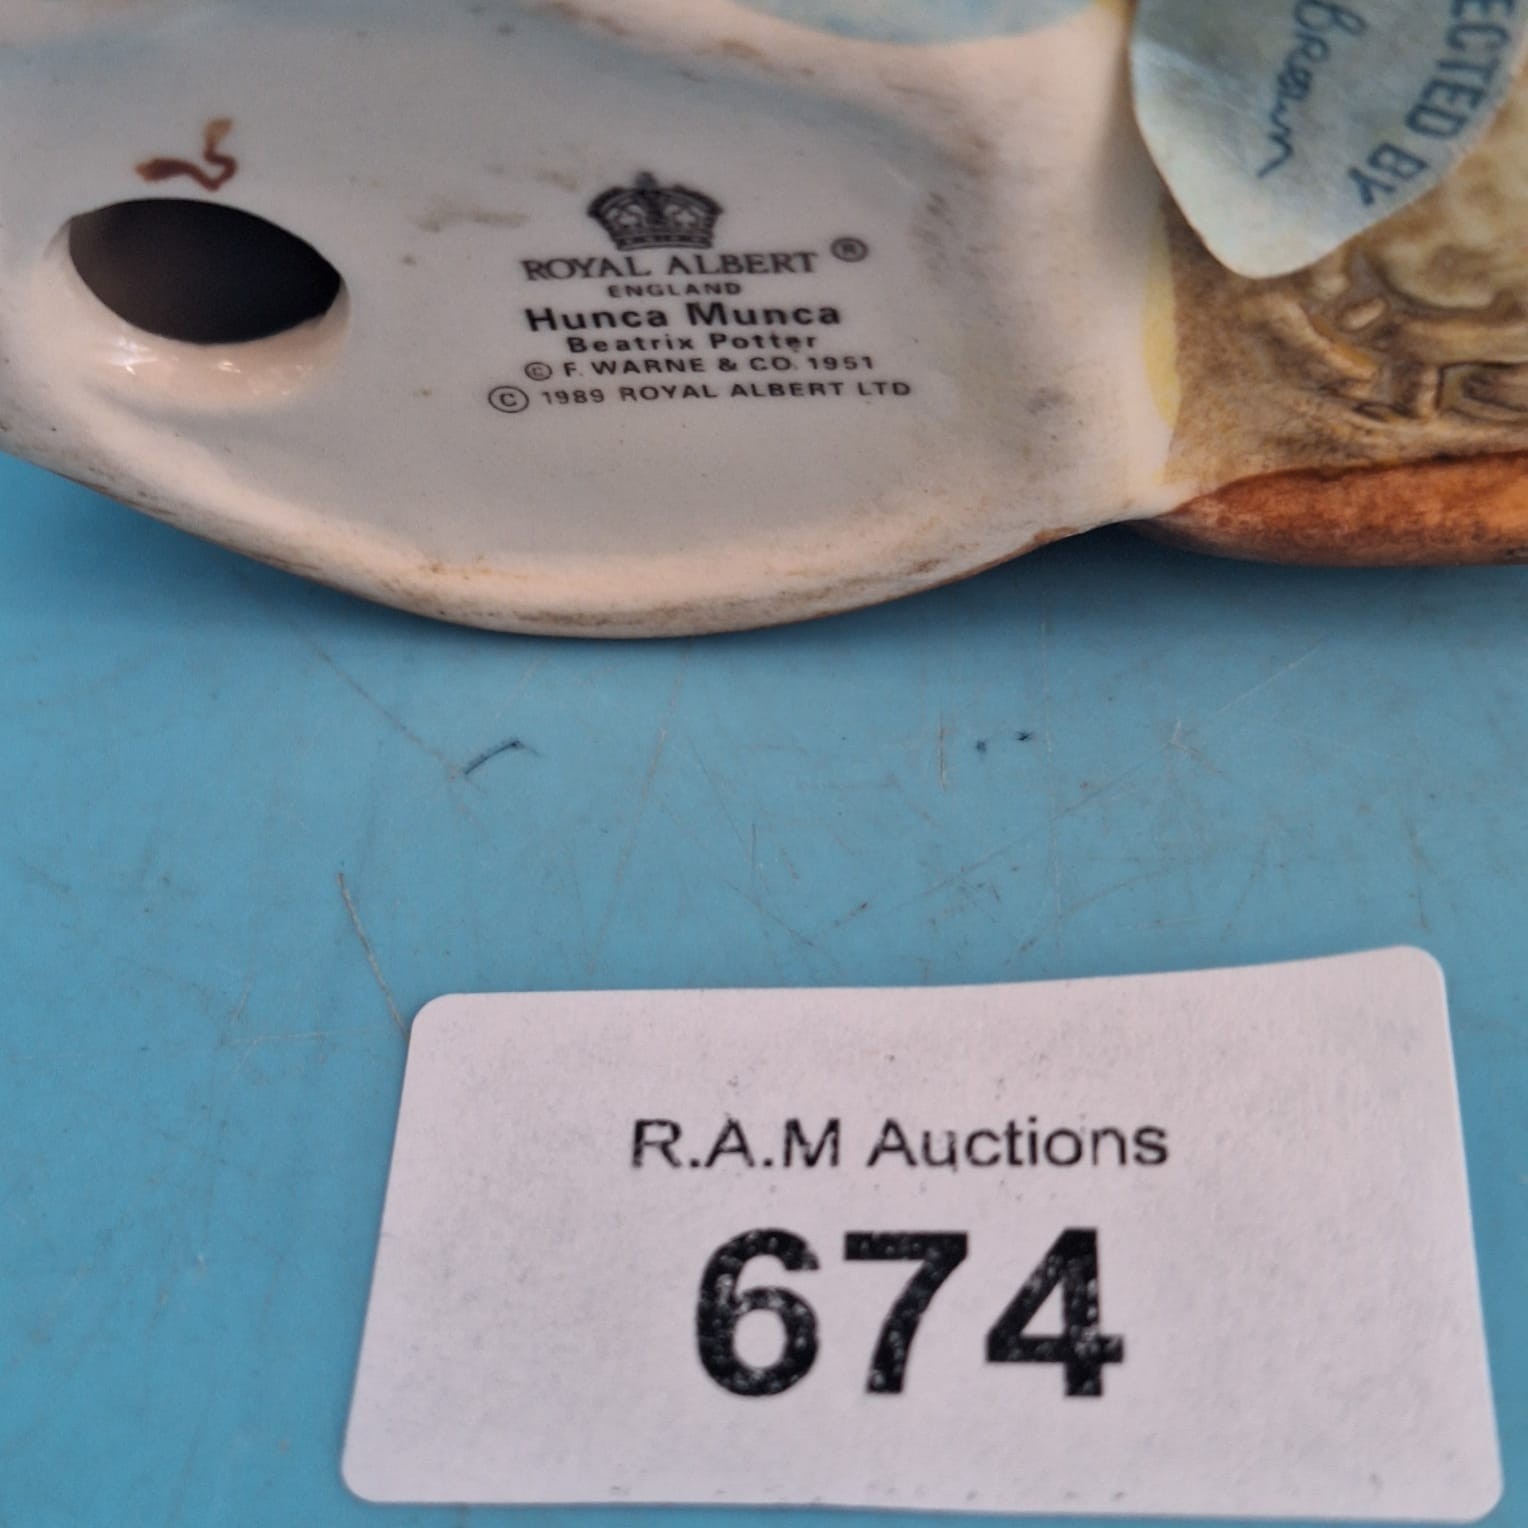 ROYAL ALBERT ®
ENGLAND
Hunca Munca
Beatrix Potter
© F. WARNE & CO. 1951
© 1989 ROYAL ALBERT LTD
ECTED BY
R.A.M Auctions
674